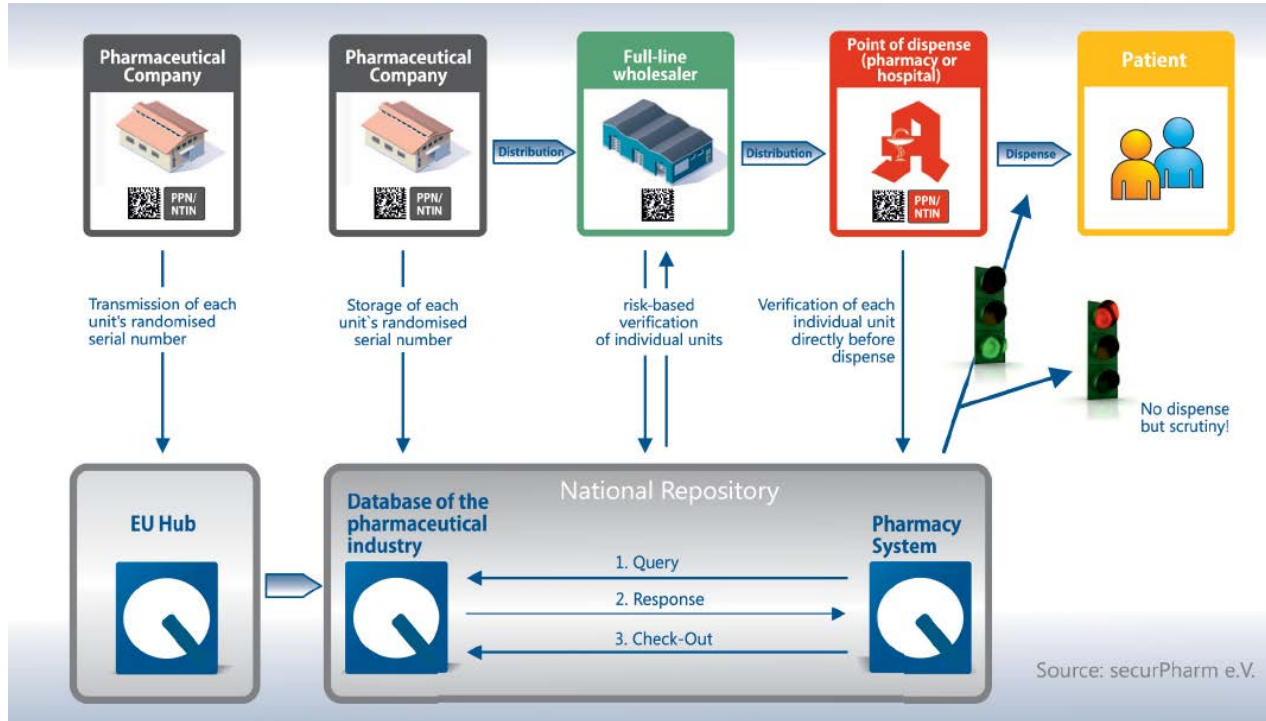 Pharmaceutical
Company
PPN/
NTIN
Pharmaceutical
Company
PPN/
NTIN
Distribution
Full-line
wholesaler
Distribution
Point of dispense
(pharmacy or
hospital)
PPN/
NTIN
Dispense
Patient
Transmission of each
unit's randomised
serial number
Storage of each
unit`s randomised
serial number
risk-based
verification
of individual units
Verification of each
individual unit
directly before
dispense
No dispense
but scrutiny!
EU Hub
National Repository
Database of the
pharmaceutical
industry
Pharmacy
System
1. Query
2. Response
3. Check-Out
Source: securPharm e.V.